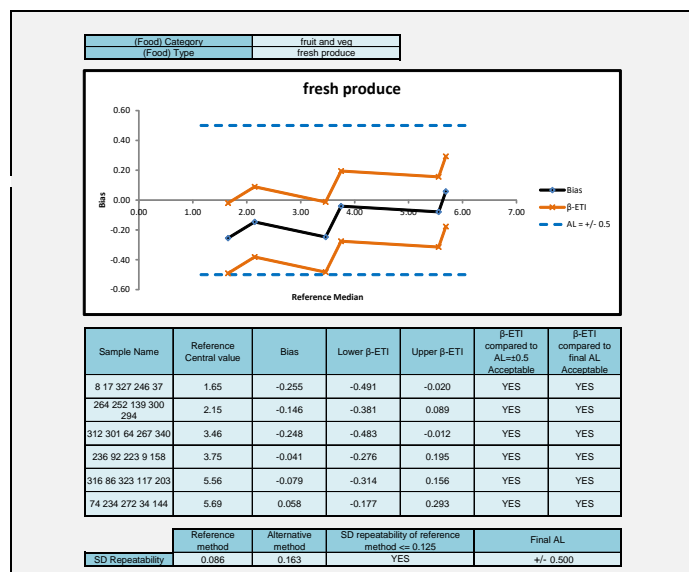 (Food) Category fruit and veg
(Food) Type fresh produce
fresh produce
0.60
0.40
0.20
0.00
-0.20
-0.40
-0.60
0.00 1.00 2.00 3.00 4.00 5.00 6.00 7.00
Bias
Reference Median
Bias
β-ETI
AL = +/- 0.5
Sample Name Reference Central value Bias Lower β-ETI Upper β-ETI β-ETI compared to AL=±0.5 Acceptable β-ETI compared to final AL Acceptable
8 17 327 246 37 1.65 -0.255 -0.491 -0.020 YES YES
264 252 139 300 294 2.15 -0.146 -0.381 0.089 YES YES
312 301 64 267 340 3.46 -0.248 -0.483 -0.012 YES YES
236 92 223 9 158 3.75 -0.041 -0.276 0.195 YES YES
316 86 323 117 203 5.56 -0.079 -0.314 0.156 YES YES
74 234 272 34 144 5.69 0.058 -0.177 0.293 YES YES
Reference method Alternative method SD repeatability of reference method <= 0.125 Final AL
SD Repeatability 0.086 0.163 YES +/- 0.500